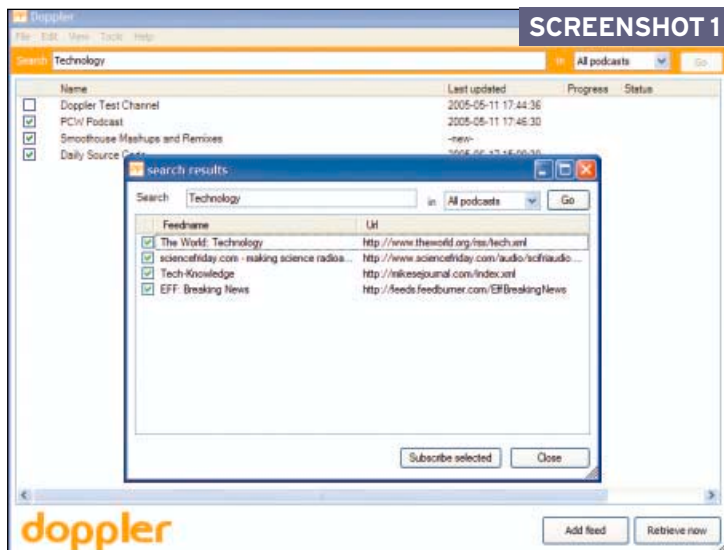 SCREENSHOT 1
Doppler
File Edit View Tools Help
Search Technology in All podcasts Go
Name Last updated Progress Status
Doppler Test Channel 2005-05-11 17:44:36
PCW Podcast 2005-05-11 17:46:30
Smoothouse Mashups and Remixes -new-
Daily Source
search results
Search Technology in All podcasts Go
Feedname Url
The World: Technology http://www.theworld.org/rss/tech.xml
sciencefriday.com - making science radioa... http://www.sciencefriday.com/audio/scifriaudio....
Tech-Knowledge http://mikesejournal.com/index.xml
EFF: Breaking News http://feeds.feedburner.com/EffBreakingNews
Subscribe selected Close
doppler Add feed Retrieve now